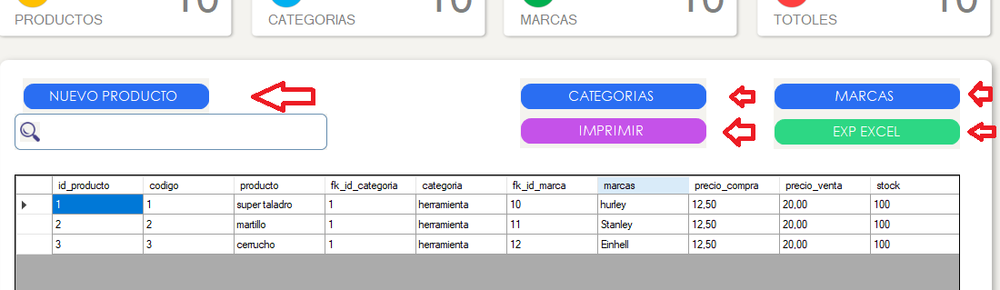 10 10 10 10
PRODUCTOS CATEGORIAS MARCAS TOTOLES
NUEVO PRODUCTO CATEGORIAS MARCAS
IMPRIMIR EXP EXCEL
id_producto codigo producto fk_id_categoria categoria fk_id_marca marcas precio_compra precio_venta stock
1 1 super taladro 1 herramienta 10 hurley 12,50 20,00 100
2 2 martillo 1 herramienta 11 Stanley 12,50 20,00 100
3 3 cerrucho 1 herramienta 12 Einhell 12,50 20,00 100